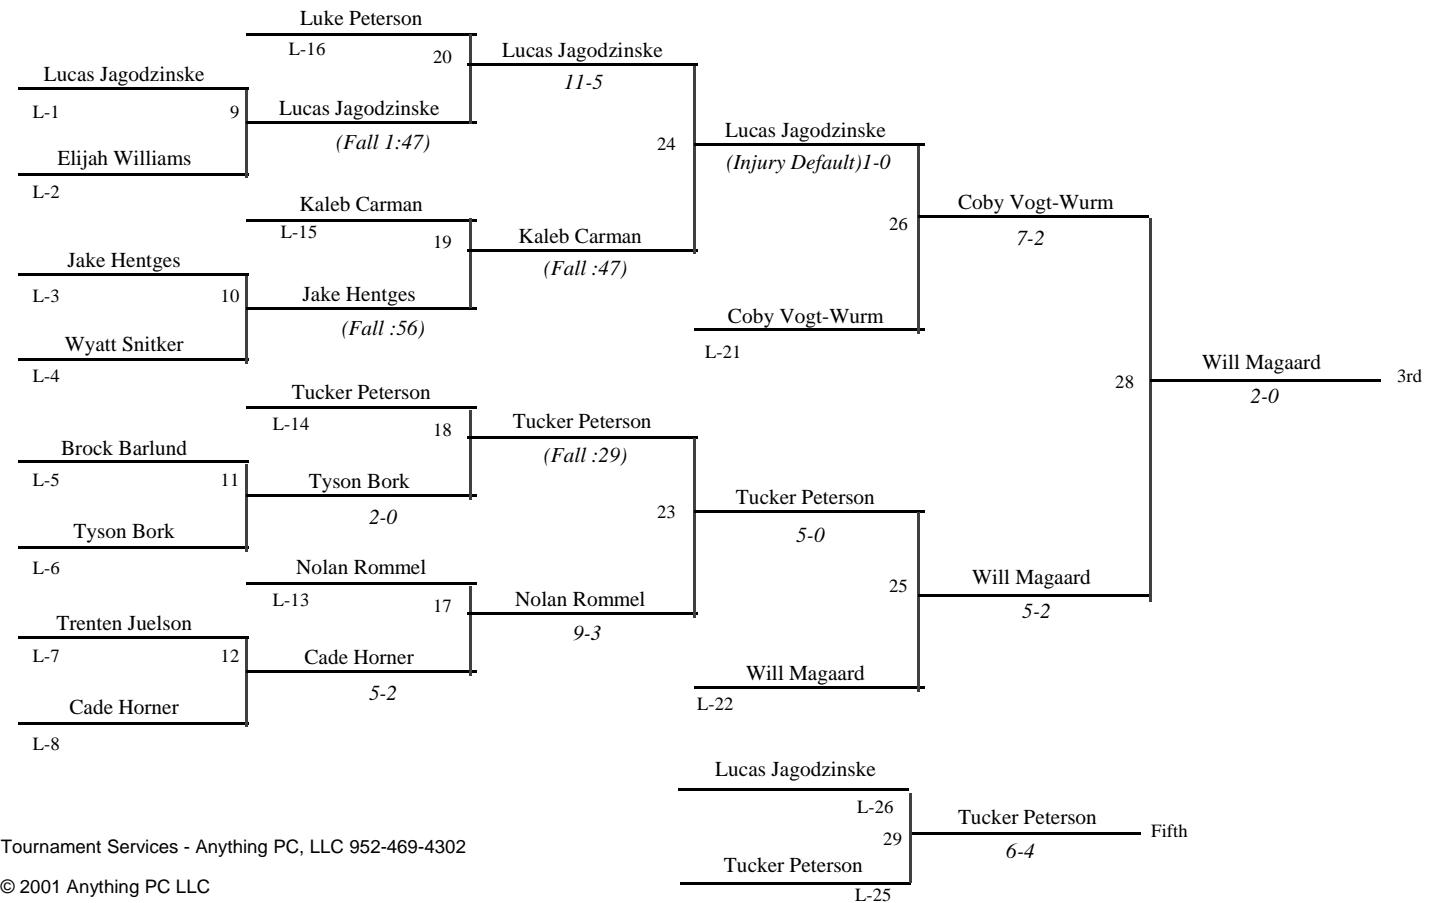 Luke Peterson
L-16
20
Lucas Jagodzinske
11-5
Lucas Jagodzinske
L-1
9
Lucas Jagodzinske
(Fall 1:47)
24
Lucas Jagodzinske
(Injury Default)1-0
Elijah Williams
L-2
Kaleb Carman
L-15
19
Kaleb Carman
(Fall :47)
26
Coby Vogt-Wurm
7-2
Jake Hentges
L-3
10
Jake Hentges
(Fall :56)
Coby Vogt-Wurm
L-21
Wyatt Snitker
L-4
28
Will Magaard
2-0
3rd
Tucker Peterson
L-14
18
Tucker Peterson
(Fall :29)
Brock Barlund
L-5
11
Tyson Bork
2-0
23
Tucker Peterson
5-0
Tyson Bork
L-6
Nolan Rommel
L-13
17
Nolan Rommel
9-3
25
Will Magaard
5-2
Trenten Juelson
L-7
12
Cade Horner
5-2
Will Magaard
L-22
Cade Horner
L-8
Lucas Jagodzinske
L-26
29
Tucker Peterson
6-4
Fifth
Tucker Peterson
L-25
Tournament Services - Anything PC, LLC 952-469-4302
© 2001 Anything PC LLC